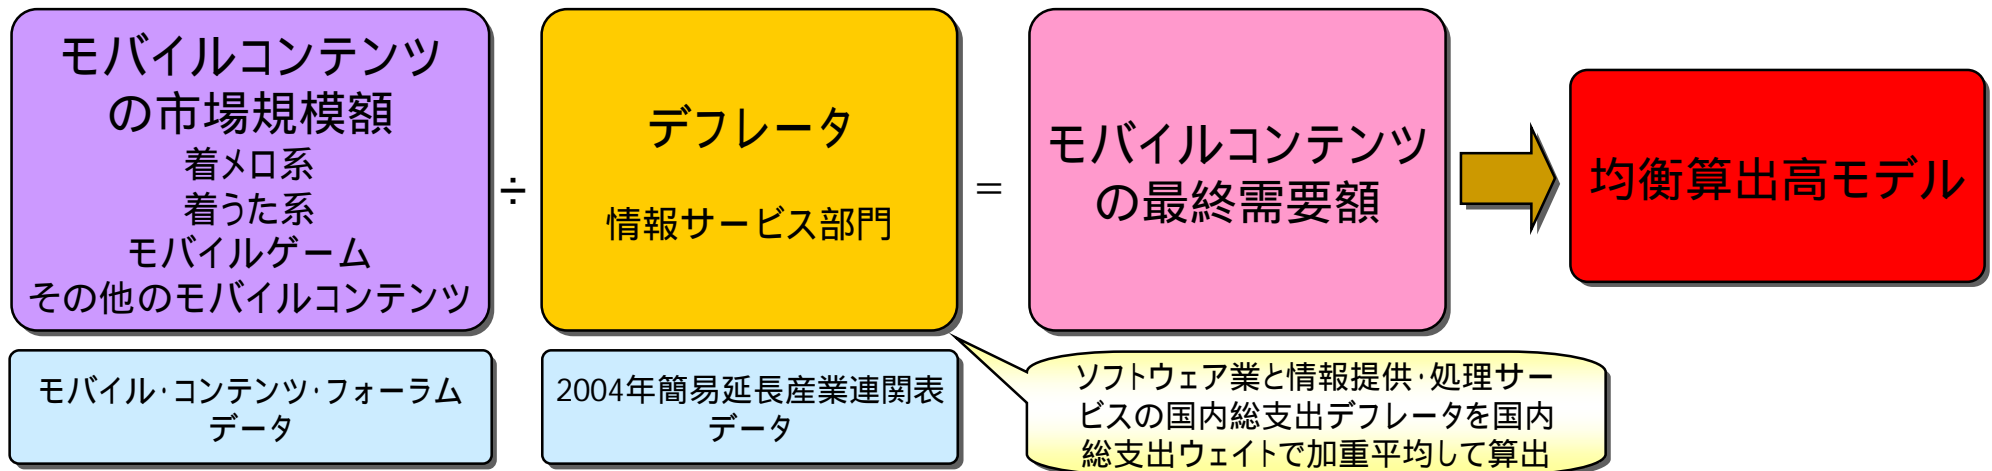 モバイルコンテンツ
の市場規模額
着メロ系
着うた系
モバイルゲーム
その他のモバイルコンテンツ
÷
デフレータ
情報サービス部門
=
モバイルコンテンツ
の最終需要額
均衡算出高モデル
モバイル・コンテンツ・フォーラム
データ
2004年簡易延長産業連関表
データ
ソフトウェア業と情報提供・処理サー
ビスの国内総支出デフレータを国内
総支出ウェイトで加重平均して算出